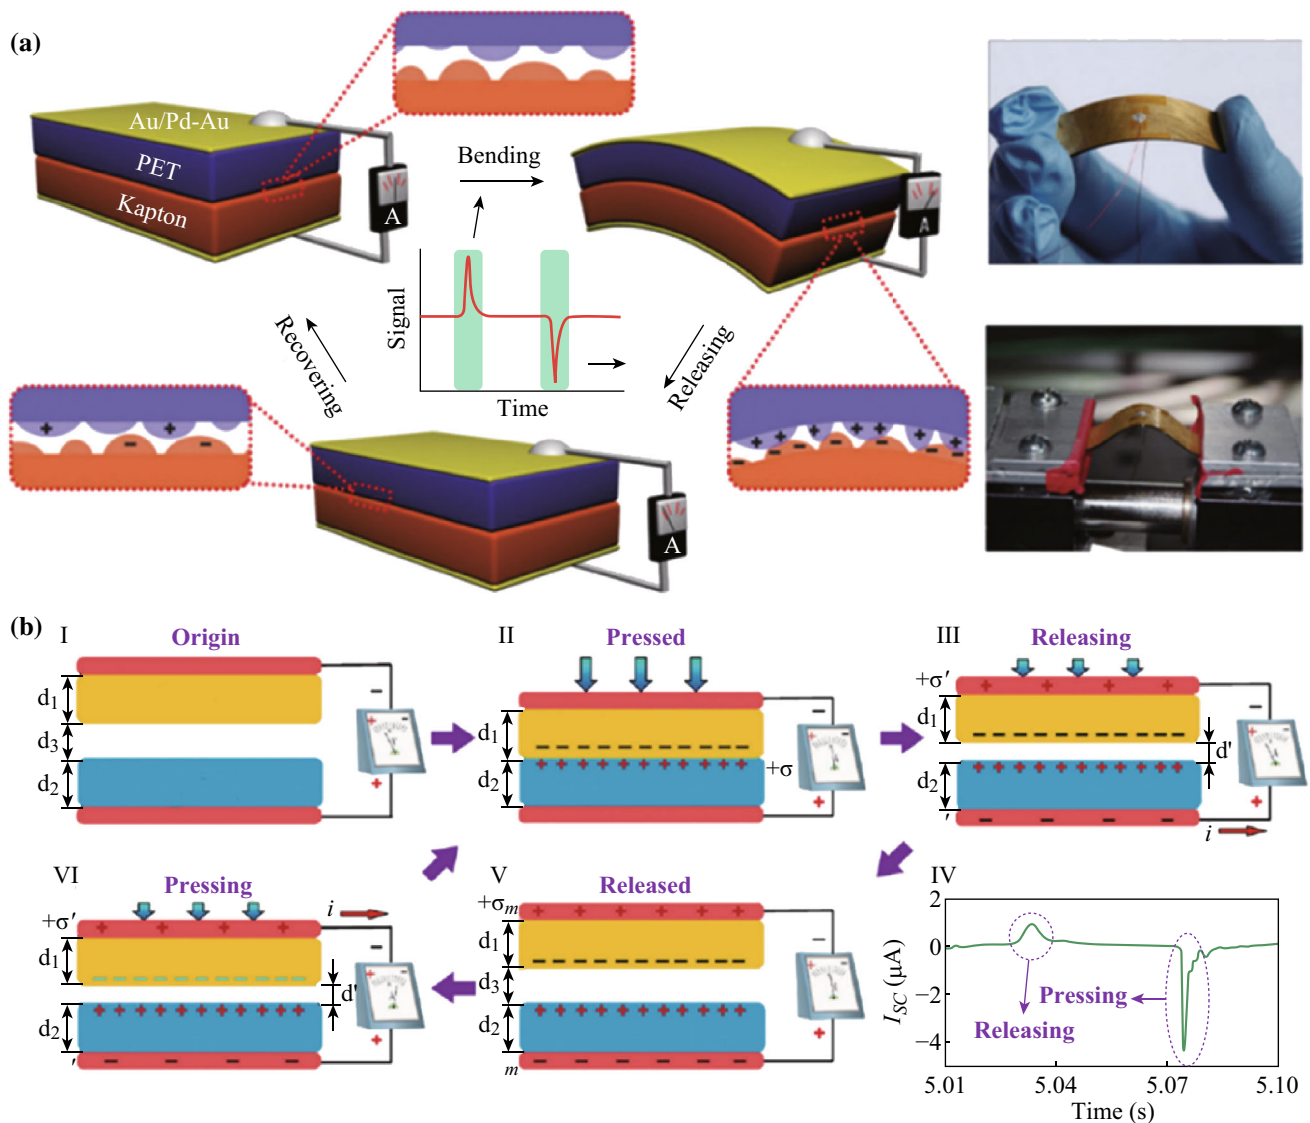 (a)
Au/Pd-Au
PET
Kapton
A
Bending
A
Signal
Time
Recovering
Releasing
A
(b)
I
Origin
d1
d3
d2
II
Pressed
d1
d2
+σ
III
Releasing
+σ′
d1
d′
d2
i
VI
Pressing
+σ′
i
d1
d′
d2
V
Released
+σm
d1
d3
d2
m
IV
2
0
−2
−4
ISC (μA)
Releasing
Pressing
5.01
5.04
5.07
5.10
Time (s)